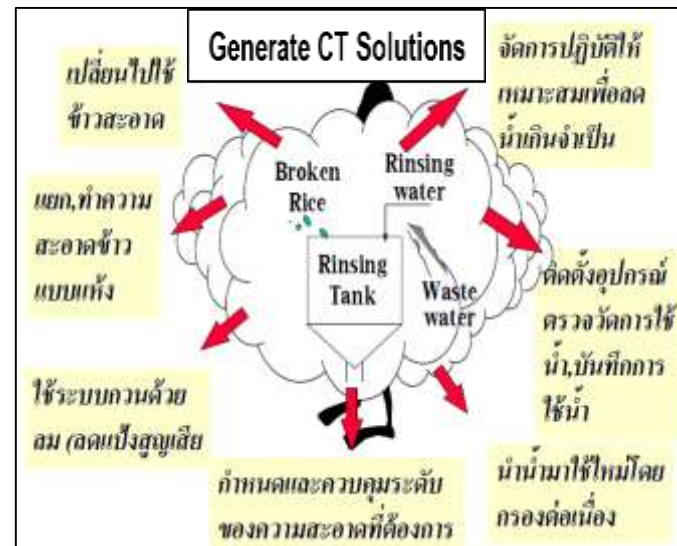 Generate CT Solutions
เปลี่ยนไปใช้
ข้าวสะอาด
จัดการปฏิบัติให้
เหมาะสมเพื่อลด
น้ำเกินจำเป็น
Broken
Rice
Rinsing
water
แยก,ทำความ
สะอาดข้าว
แบบแห้ง
Rinsing
Tank
Waste
water
ติดตั้งอุปกรณ์
ตรวจวัดการใช้
น้ำ,บันทึกการ
ใช้น้ำ
ใช้ระบบกวนด้วย
ลม (ลดแป้งสูญเสีย
กำหนดและควบคุมระดับ
ของความสะอาดที่ต้องการ
นำน้ำมาใช้ใหม่โดย
กรองต่อเนื่อง